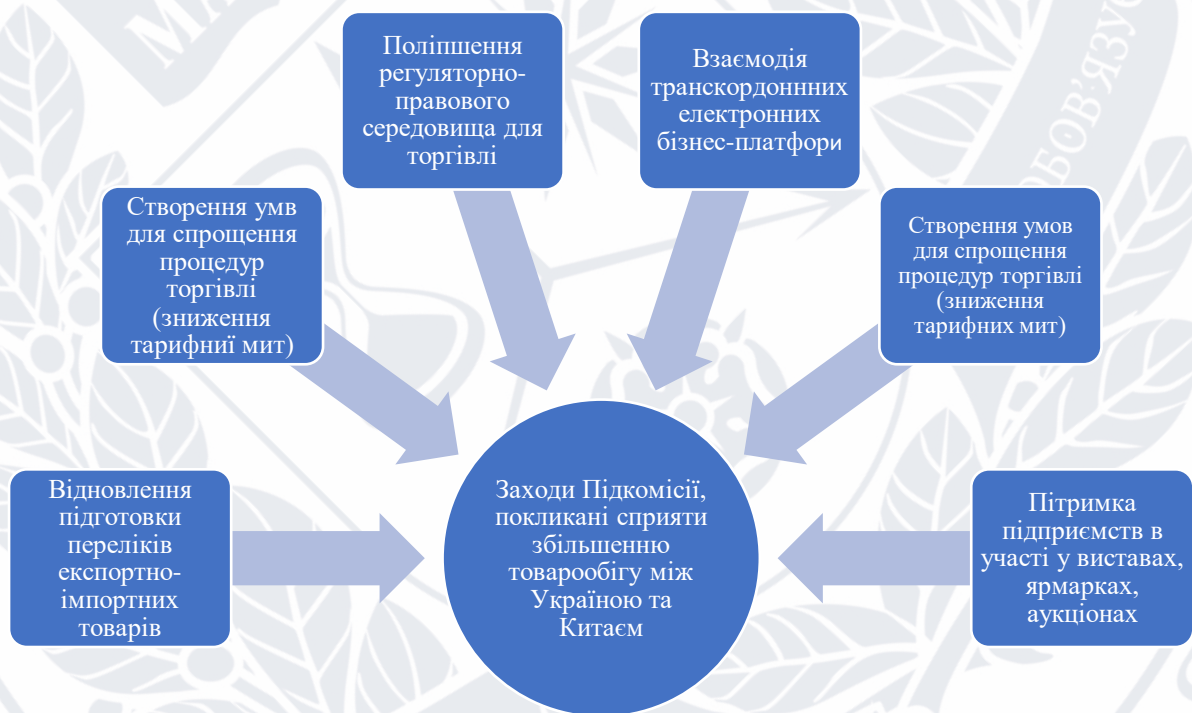 Поліпшення
регуляторно-
правового
середовища для
торгівлі
Взаємодія
транскордоннних
електронних
бізнес-платфори
Створення умв
для спрощення
процедур
торгівлі
(зниження
тарифниї мит)
Створення умов
для спрощення
процедур торгівлі
(зниження
тарифних мит)
Відновлення
підготовки
переліків
експортно-
імпортних
товарів
Заходи Підкомісії,
покликані сприяти
збільшенню
товарообігу між
Україною та
Китаєм
Пітримка
підприємств в
участі у виставах,
ярмарках,
аукціонах